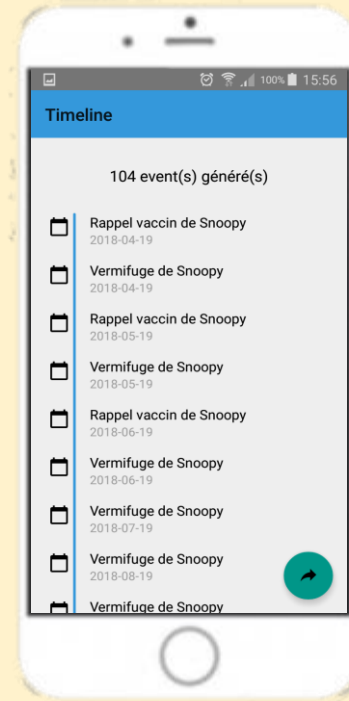 100% 15:56
Timeline
104 event(s) généré(s)
Rappel vaccin de Snoopy
2018-04-19
Vermifuge de Snoopy
2018-04-19
Rappel vaccin de Snoopy
2018-05-19
Vermifuge de Snoopy
2018-05-19
Rappel vaccin de Snoopy
2018-06-19
Vermifuge de Snoopy
2018-06-19
Vermifuge de Snoopy
2018-07-19
Vermifuge de Snoopy
2018-08-19
Vermifuge de Snoopy